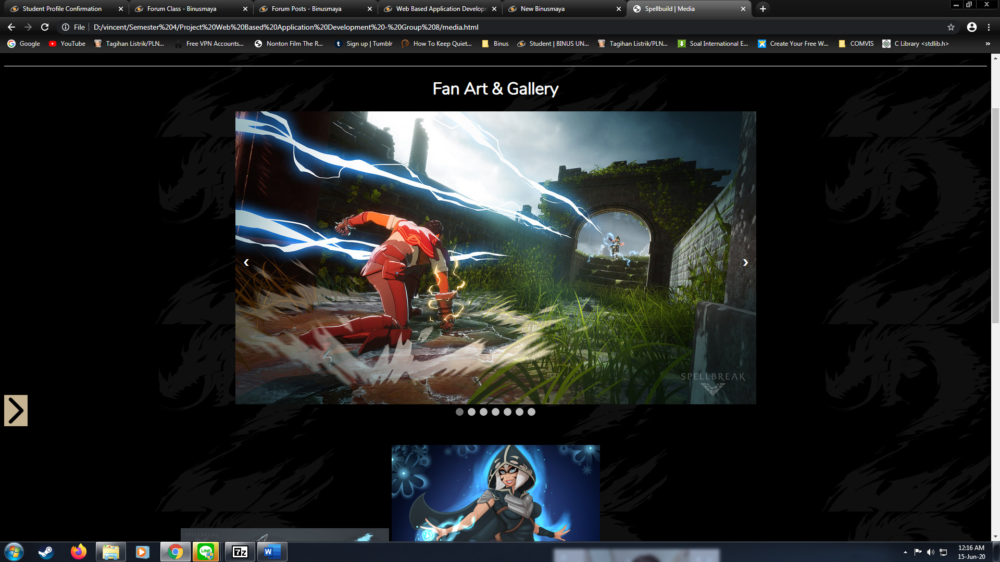 Student Profile Confirmation
Forum Class - Binusmaya
Forum Posts - Binusmaya
Web Based Application Develop
New Binusmaya
Spellbuild | Media
File
D:/vincent/Semester%204/Project%20Web%20Based%20Application%20Development%20-%20Group%208/media.html
Google
YouTube
Tagihan Listrik/PLN...
Free VPN Accounts...
Nonton Film The R...
Sign up | Tumblr
How To Keep Quiet...
Binus
Student | BINUS UN...
Tagihan Listrik/PLN...
Soal International E...
Create Your Free W...
COMVIS
C Library <stdlib.h>
Fan Art & Gallery
SPELLBREAK
SPELLBREAK
LINE
7z
W
12:16 AM
15-Jun-20